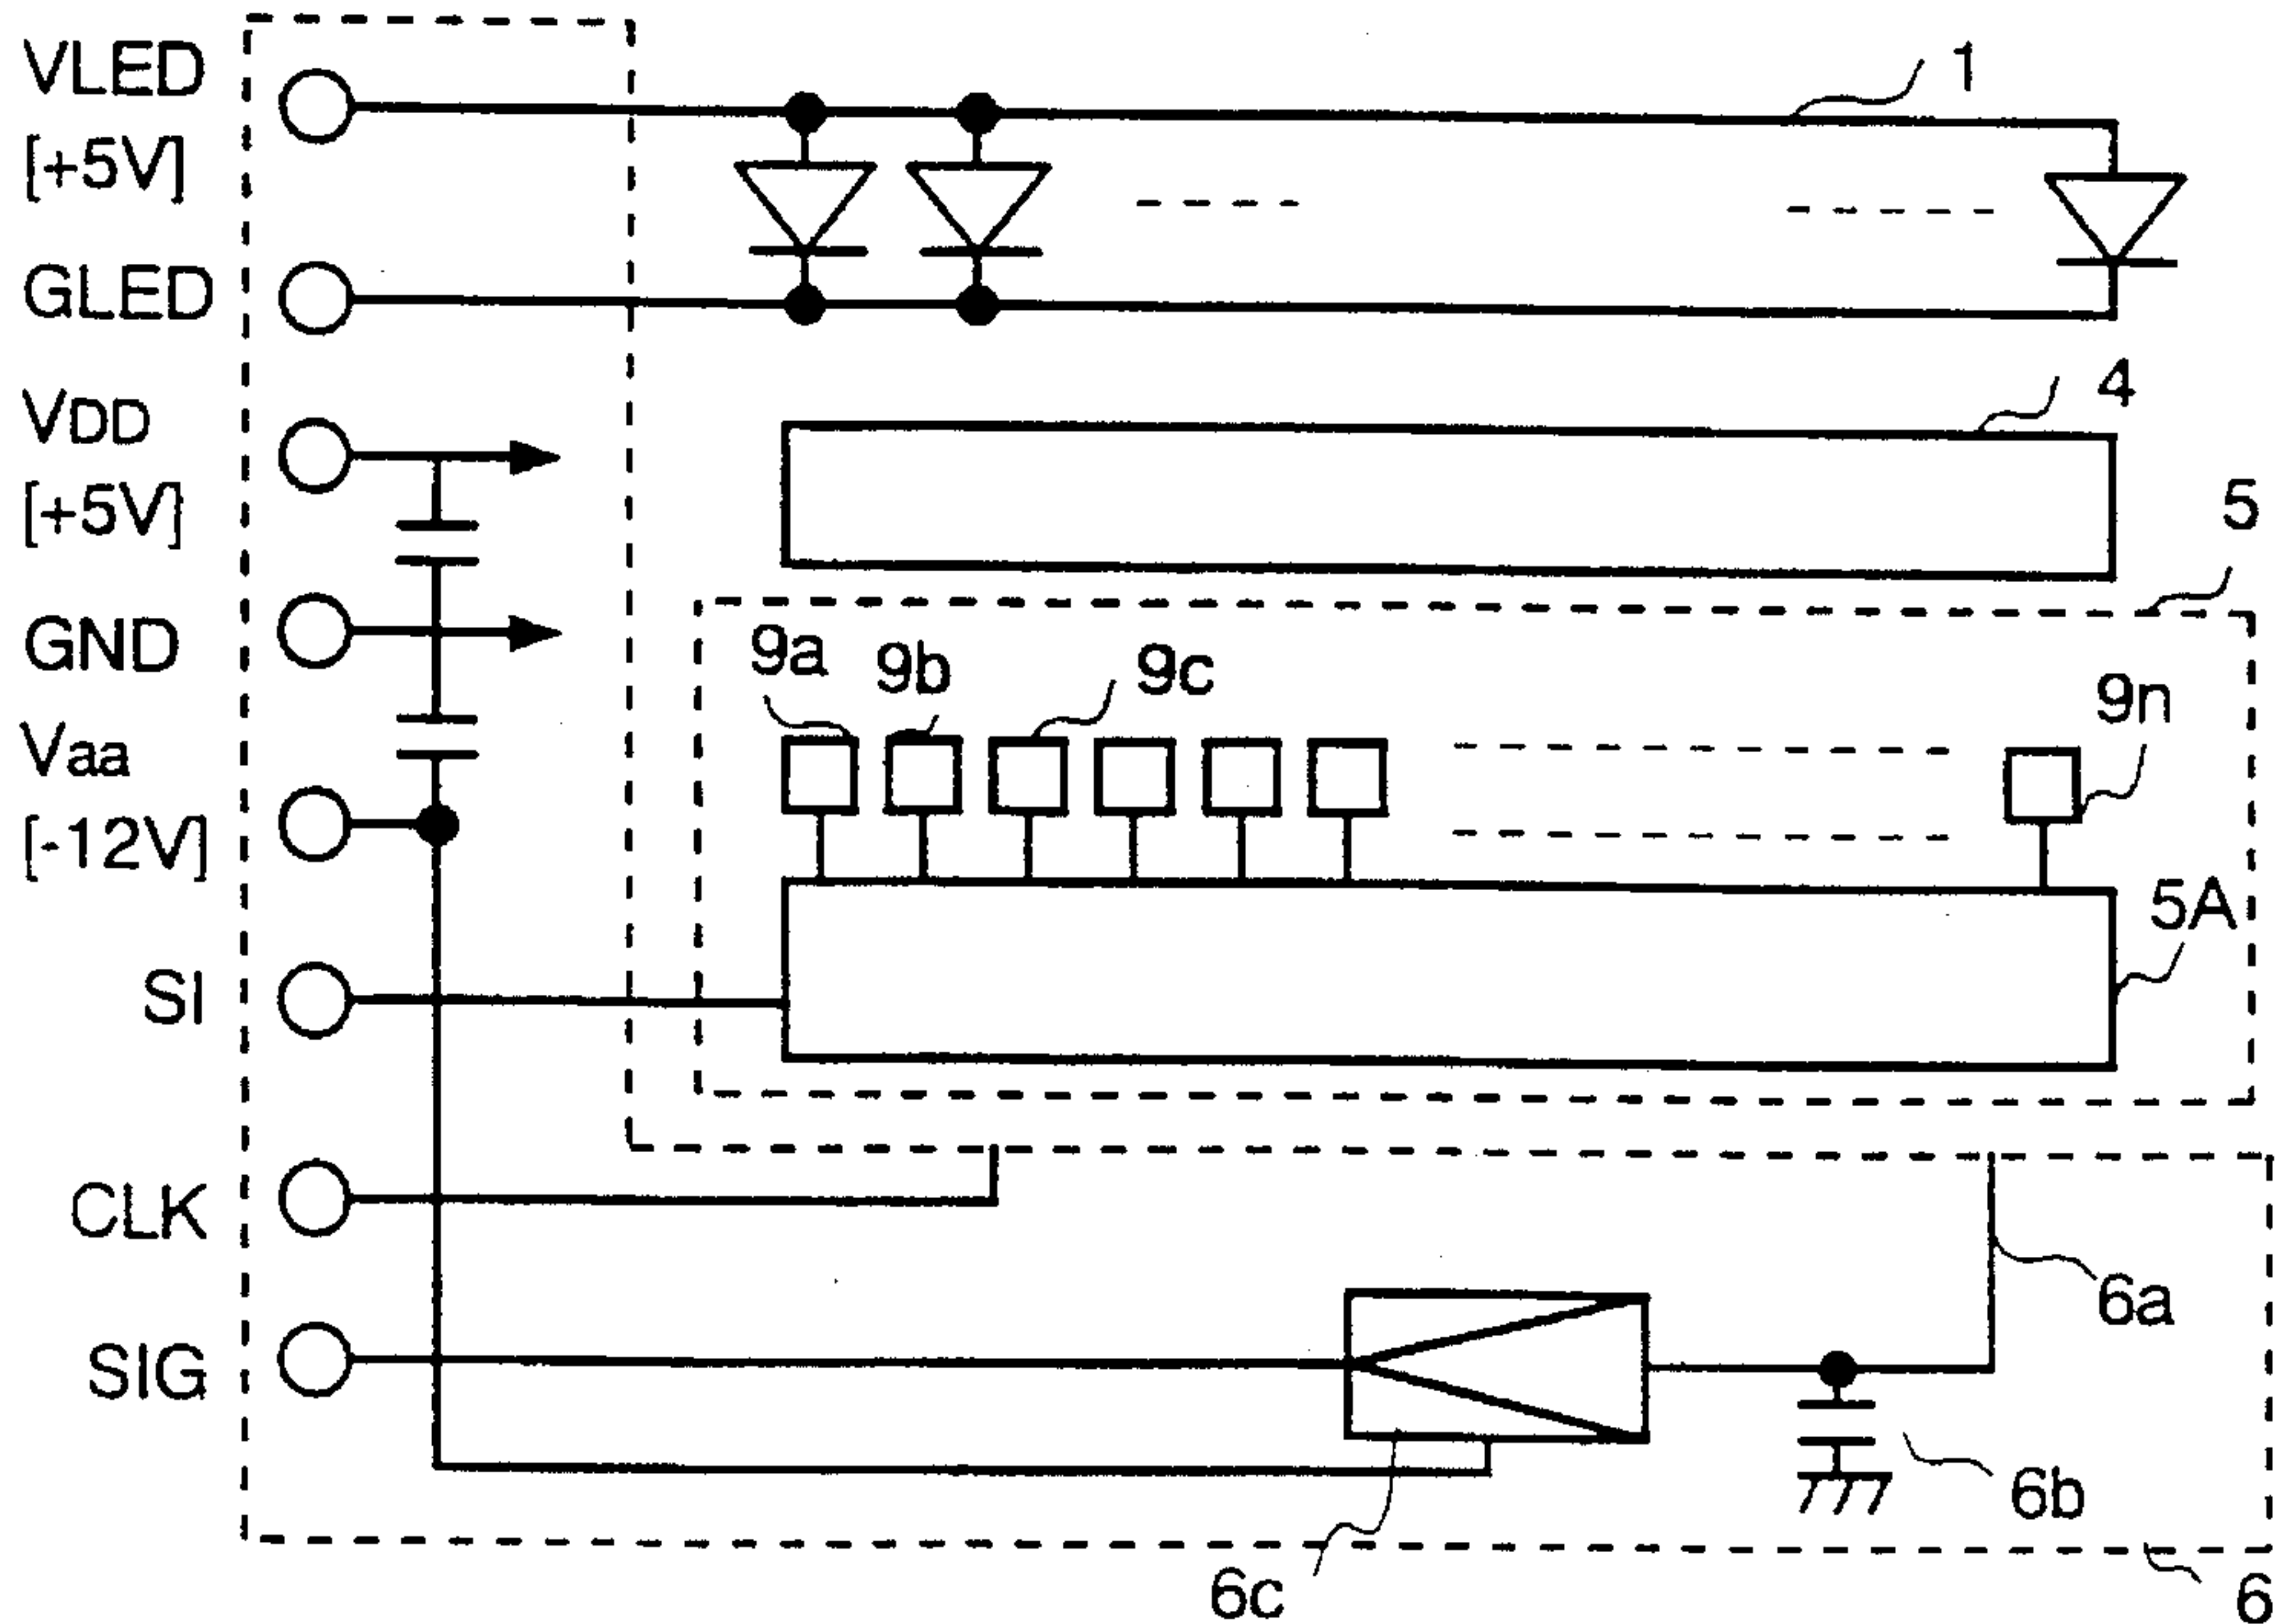 VLED
[+5V]
GLED
VDD
[+5V]
GND
Vaa
[-12V]
SI
CLK
SIG
1
4
5
9a
9b
9c
9n
5A
6a
6b
6c
6